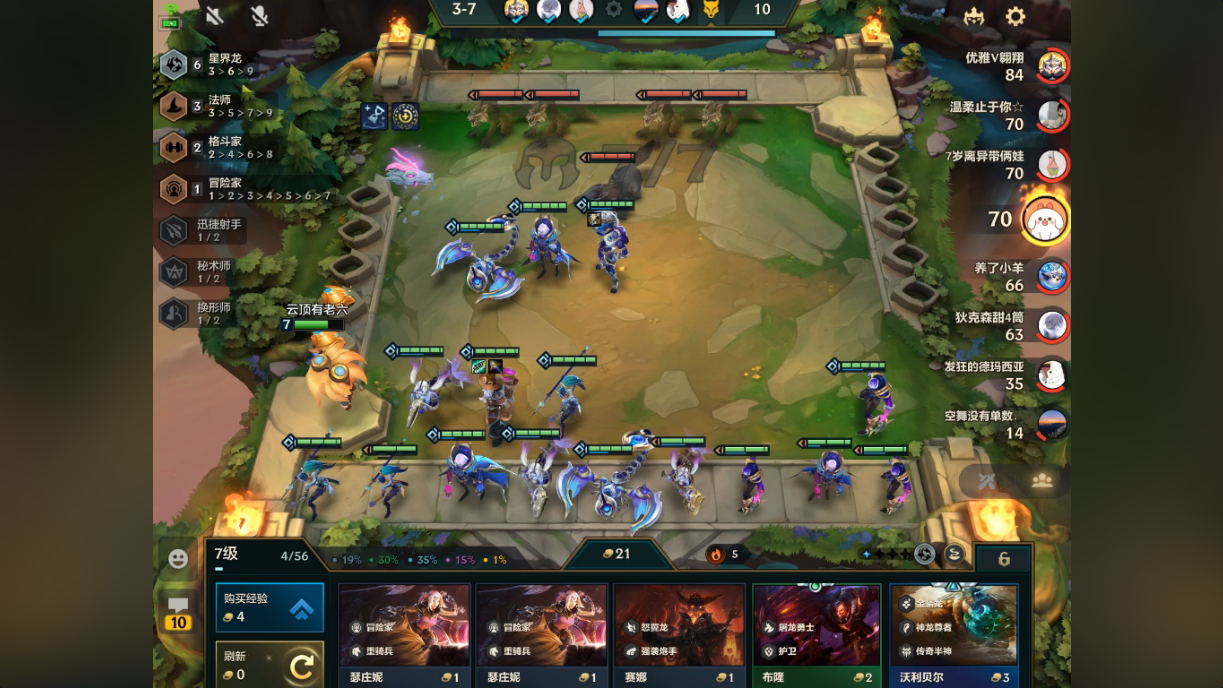 3-7
10
6 星界龙
3 > 6 > 9
3 法师
3 > 5 > 7 > 9
2 格斗家
2 > 4 > 6 > 8
1 冒险家
1 > 2 > 3 > 4 > 5 > 6 > 7
迅捷射手
1 / 2
秘术师
1 / 2
换形师
1 / 2
7/7
优雅V翱翔
84
温柔止于你☆
70
7岁离异带俩娃
70
70
养了小羊
66
狄克森甜4筒
63
发狂的德玛西亚
35
空舞没有单数.
14
云顶有老六
7
7级
4/56
19%
30%
35%
15%
1%
21
5
10
购买经验
4
刷新
0
冒险家
重骑兵
瑟庄妮
1
冒险家
重骑兵
瑟庄妮
1
怒翼龙
强袭炮手
赛娜
1
屠龙勇士
护卫
布隆
2
金鳞龙
神龙尊者
传奇半神
沃利贝尔
3